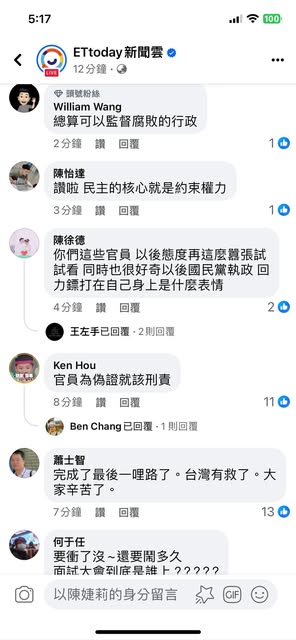 5:17
100
ETtoday新聞雲
12分鐘
LIVE
頭號粉絲
William Wang
總算可以監督腐敗的行政
2分鐘 讚 回覆 1
陳怡達
讚啦 民主的核心就是約束權力
3分鐘 讚 回覆 1
陳徐德
你們這些官員 以後態度再這麼囂張試
試看 同時也很好奇以後國民黨執政 回
力鏢打在自己身上是什麼表情
4分鐘 讚 回覆 2
王左手已回覆・2則回覆
Ken Hou
官員為偽證就該刑責
8分鐘 讚 回覆 11
Ben Chang已回覆・1則回覆
蕭士智
完成了最後一哩路了。台灣有救了。大
家辛苦了。
7分鐘 讚 回覆 13
何于任
要衝了沒~還要鬧多久
面試大會到底是誰上?????
以陳婕莉的身分留言
GIF